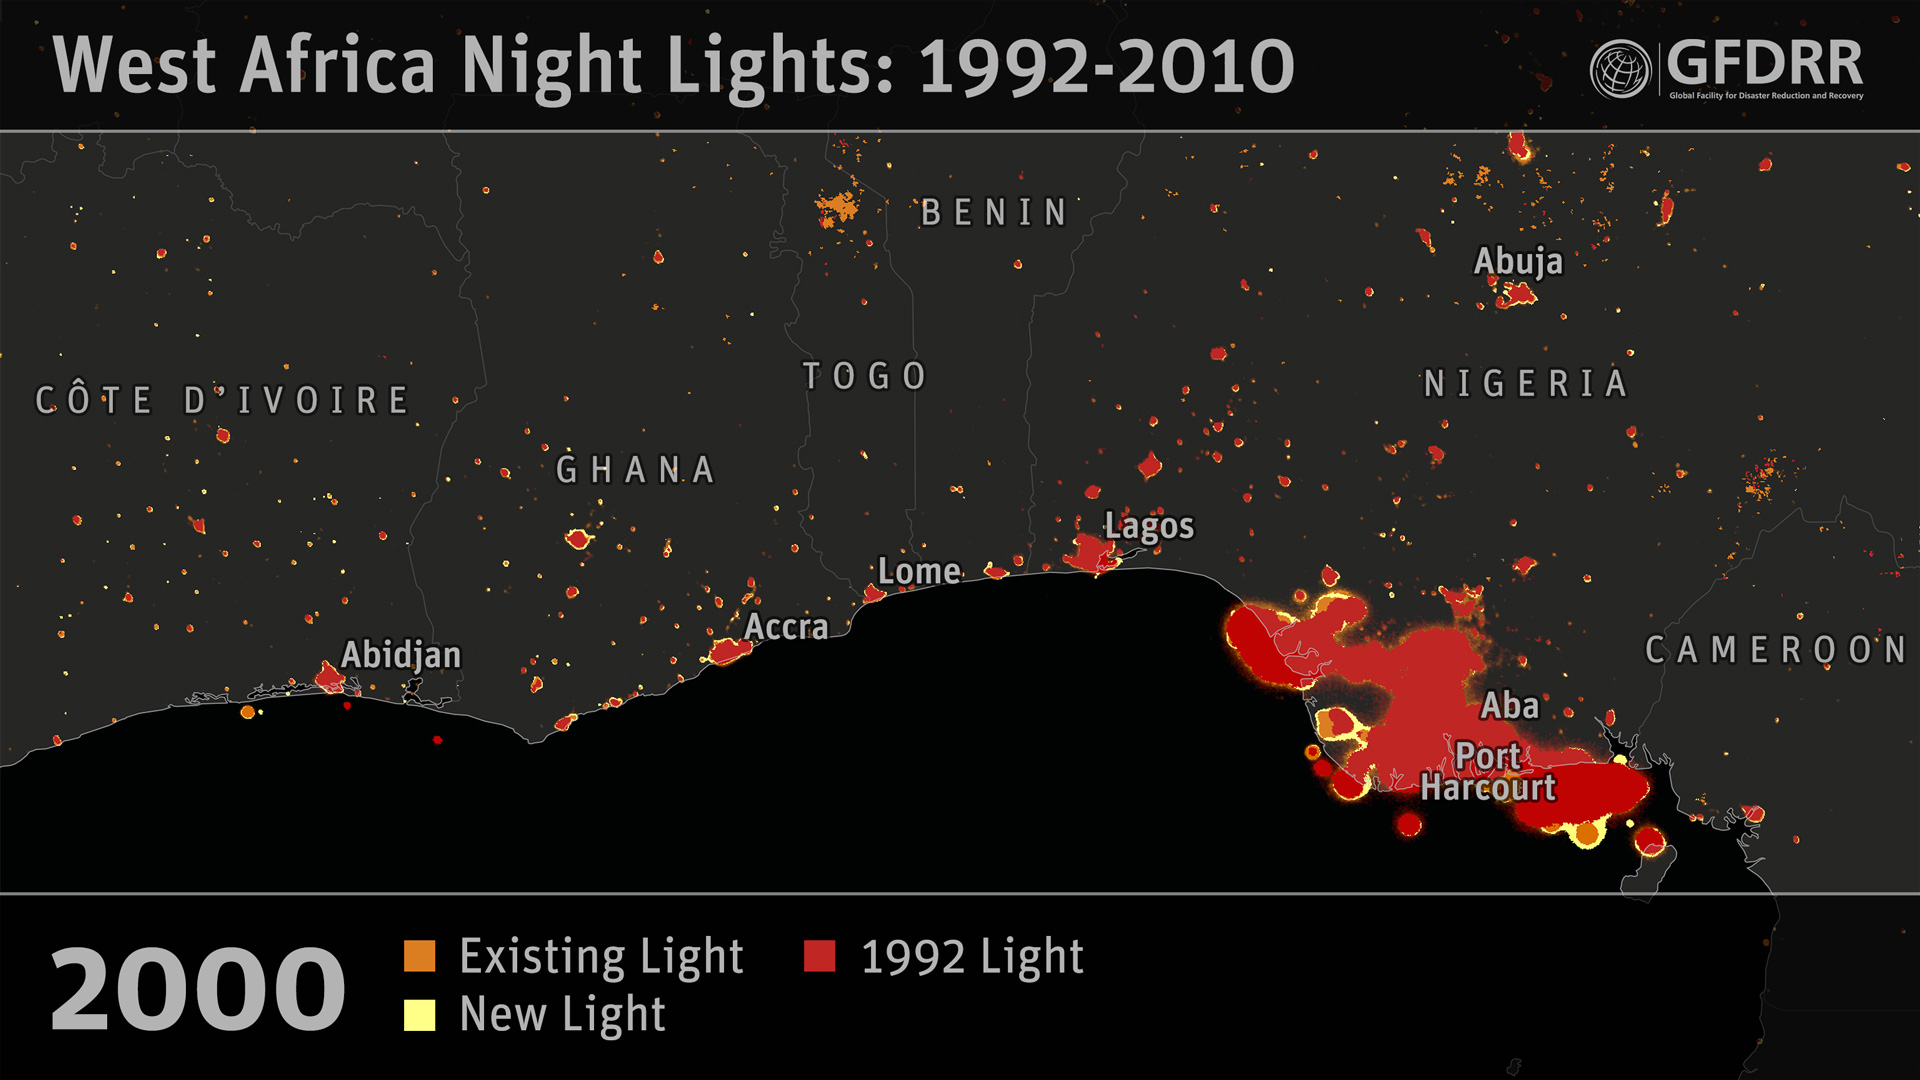 West Africa Night Lights: 1992-2010
GFDRR
Global Facility for Disaster Reduction and Recovery
BENIN
Abuja
TOGO
NIGERIA
CÔTE D'IVOIRE
GHANA
Lagos
Lome
Accra
Abidjan
CAMEROON
Aba
Port
Harcourt
2000
Existing Light
1992 Light
New Light